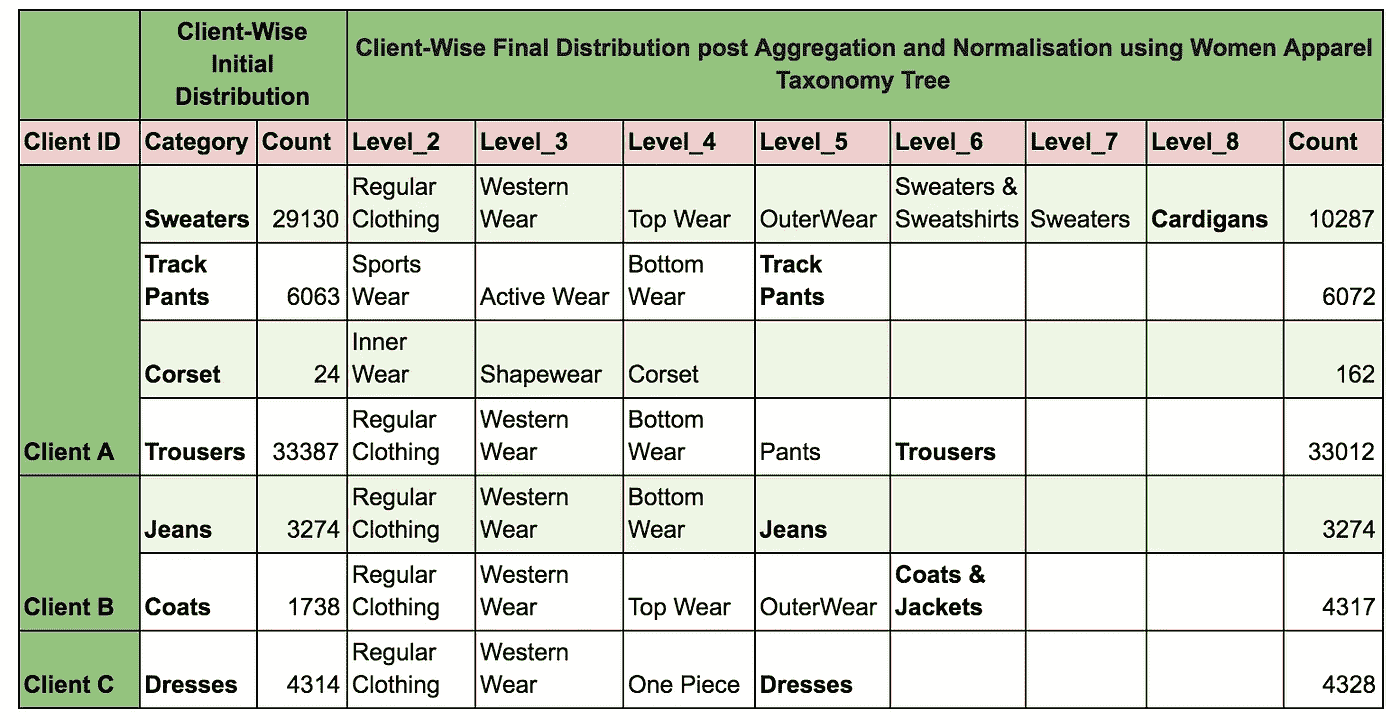 Client-Wise
Initial
Distribution
Client-Wise Final Distribution post Aggregation and Normalisation using Women Apparel
Taxonomy Tree
Client ID Category Count Level_2 Level_3 Level_4 Level_5 Level_6 Level_7 Level_8 Count
Regular Western Sweaters &
Sweaters 29130 Clothing Wear Top Wear OuterWear Sweatshirts Sweaters Cardigans 10287
Track Sports Bottom Track
Pants 6063 Wear Active Wear Wear Pants 6072
Inner
Corset 24 Wear Shapewear Corset 162
Regular Western Bottom
Client A Trousers 33387 Clothing Wear Wear Pants Trousers 33012
Regular Western Bottom
Jeans 3274 Clothing Wear Wear Jeans 3274
Regular Western Coats &
Client B Coats 1738 Clothing Wear Top Wear OuterWear Jackets 4317
Regular Western
Client C Dresses 4314 Clothing Wear One Piece Dresses 4328